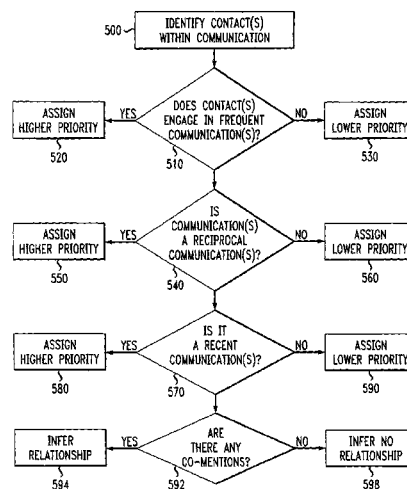 500
IDENTIFY CONTACT(S)
WITHIN COMMUNICATION
ASSIGN
HIGHER PRIORITY
520
YES
DOES CONTACT(S)
ENGAGE IN FREQUENT
COMMUNICATION(S)?
510
NO
ASSIGN
LOWER PRIORITY
530
ASSIGN
HIGHER PRIORITY
550
YES
IS
COMMUNICATION(S)
A RECIPROCAL
COMMUNICATION(S)?
540
NO
ASSIGN
LOWER PRIORITY
560
ASSIGN
HIGHER PRIORITY
580
YES
IS IT
A RECENT
COMMUNICATION(S)?
570
NO
ASSIGN
LOWER PRIORITY
590
INFER
RELATIONSHIP
594
YES
ARE
THERE ANY
CO-MENTIONS?
592
NO
INFER NO
RELATIONSHIP
598